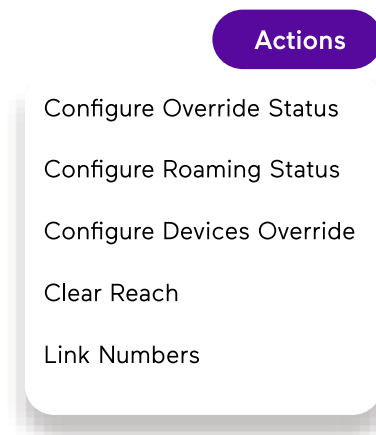 Actions
Configure Override Status
Configure Roaming Status
Configure Devices Override
Clear Reach
Link Numbers